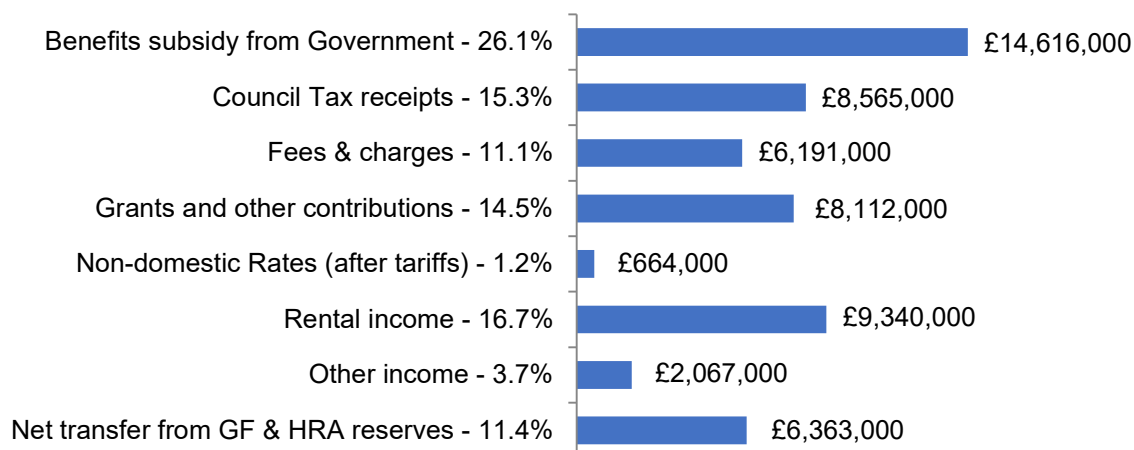 Benefits subsidy from Government - 26.1% £14,616,000
Council Tax receipts - 15.3% £8,565,000
Fees & charges - 11.1% £6,191,000
Grants and other contributions - 14.5% £8,112,000
Non-domestic Rates (after tariffs) - 1.2% £664,000
Rental income - 16.7% £9,340,000
Other income - 3.7% £2,067,000
Net transfer from GF & HRA reserves - 11.4% £6,363,000